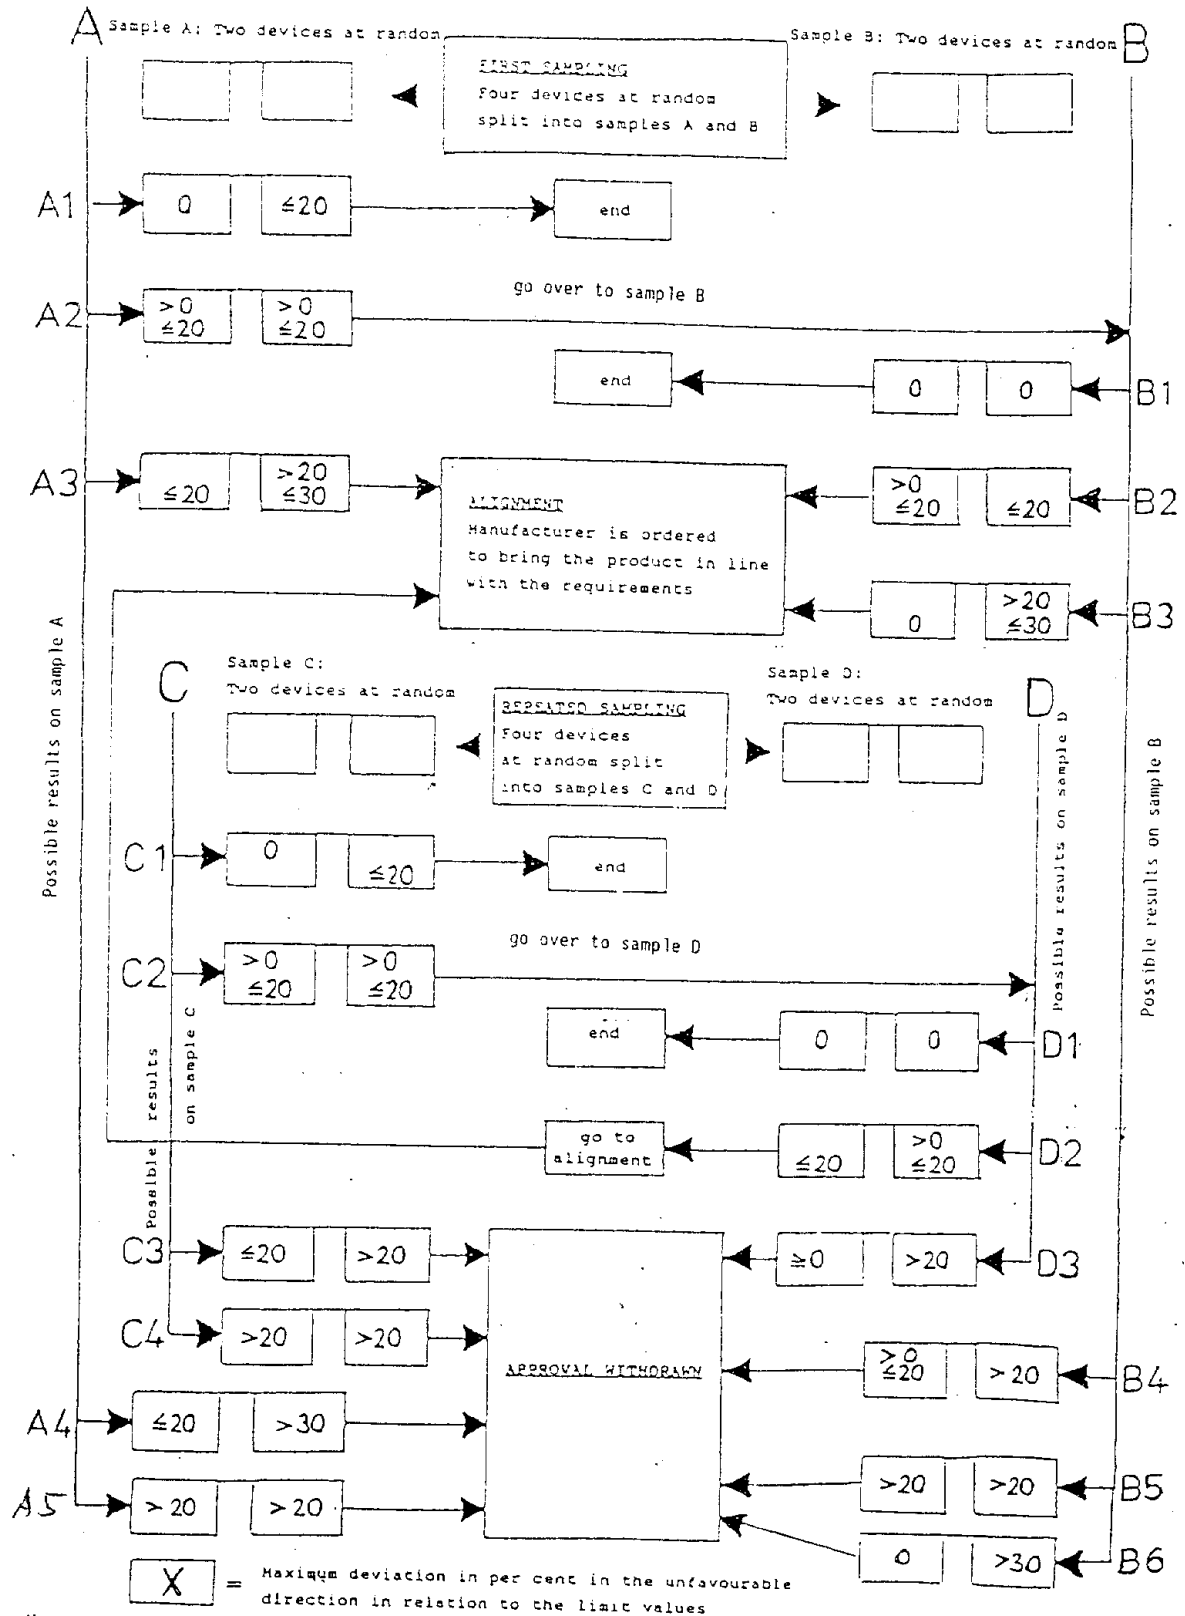 A
Sample A: Two devices at random
Sample B: Two devices at random
B
FIRST SAMPLING
Four devices at random
split into samples A and B
A1
0
≦20
end
A2
>0
≦20
>0
≦20
go over to sample B
end
0
0
B1
A3
≦20
>20
≦30
ALIGNMENT
Manufacturer is ordered
to bring the product in line
with the requirements
>0
≦20
≦20
B2
0
>20
≦30
B3
Possible results on sample A
C
Sample C:
Two devices at random
REPEATED SAMPLING
Four devices
at random split
into samples C and D
Sample D:
Two devices at random
D
Possible results on sample D
Possible results on sample B
C1
0
≦20
end
C2
>0
≦20
>0
≦20
go over to sample D
Possible results
on sample C
end
0
0
D1
go to
alignment
≦20
>0
≦20
D2
C3
≦20
>20
≧0
>20
D3
C4
>20
>20
APPROVAL WITHDRAWN
>0
≦20
>20
B4
A4
≦20
>30
A5
>20
>20
>20
>20
B5
0
>30
B6
X = Maximum deviation in per cent in the unfavourable
direction in relation to the limit values